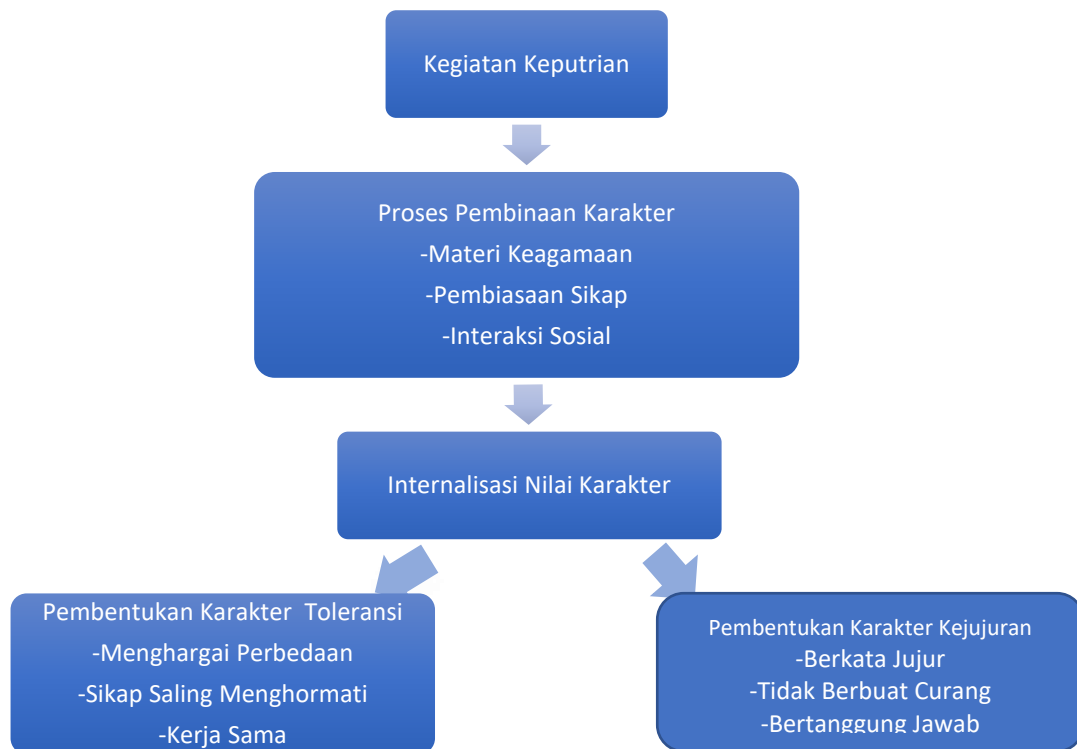 Kegiatan Keputrian
Proses Pembinaan Karakter
-Materi Keagamaan
-Pembiasaan Sikap
-Interaksi Sosial
Internalisasi Nilai Karakter
Pembentukan Karakter Toleransi
-Menghargai Perbedaan
-Sikap Saling Menghormati
-Kerja Sama
Pembentukan Karakter Kejujuran
-Berkata Jujur
-Tidak Berbuat Curang
-Bertanggung Jawab